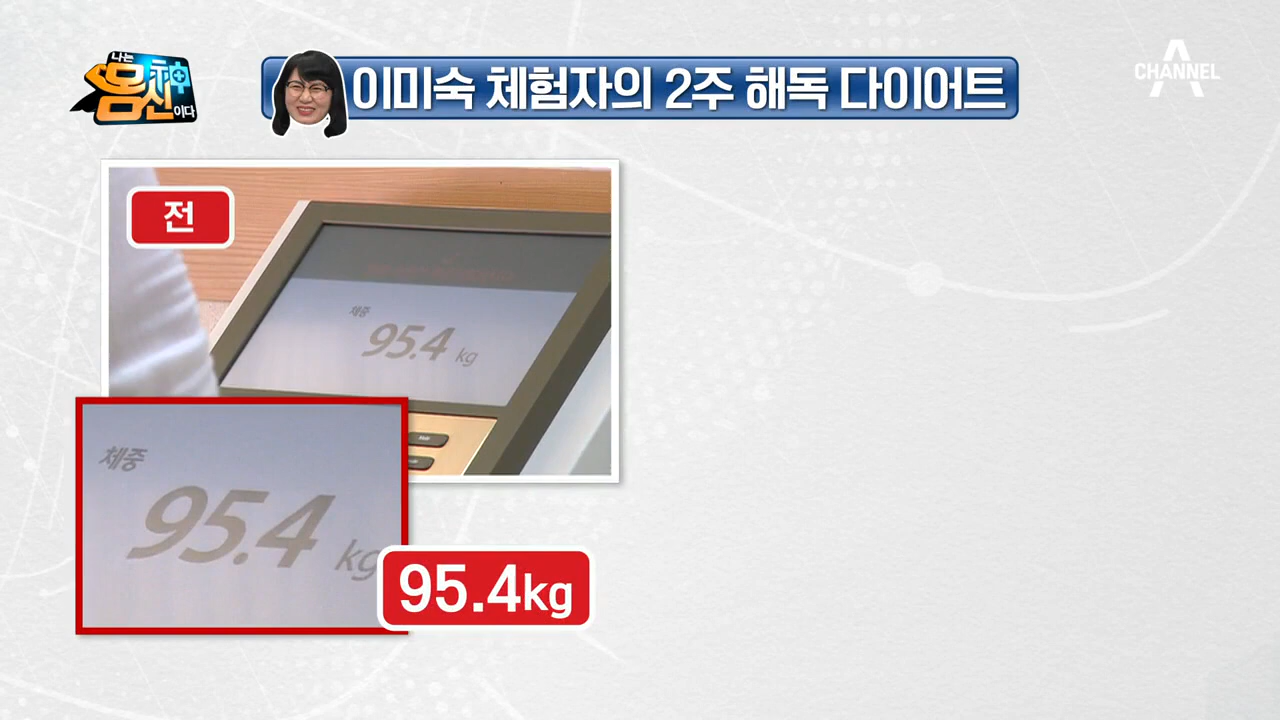 나는
몸神
신이다
이미숙 체험자의 2주 해독 다이어트
CHANNEL A
전
체중
95.4 kg
체중
95.4 kg
95.4kg